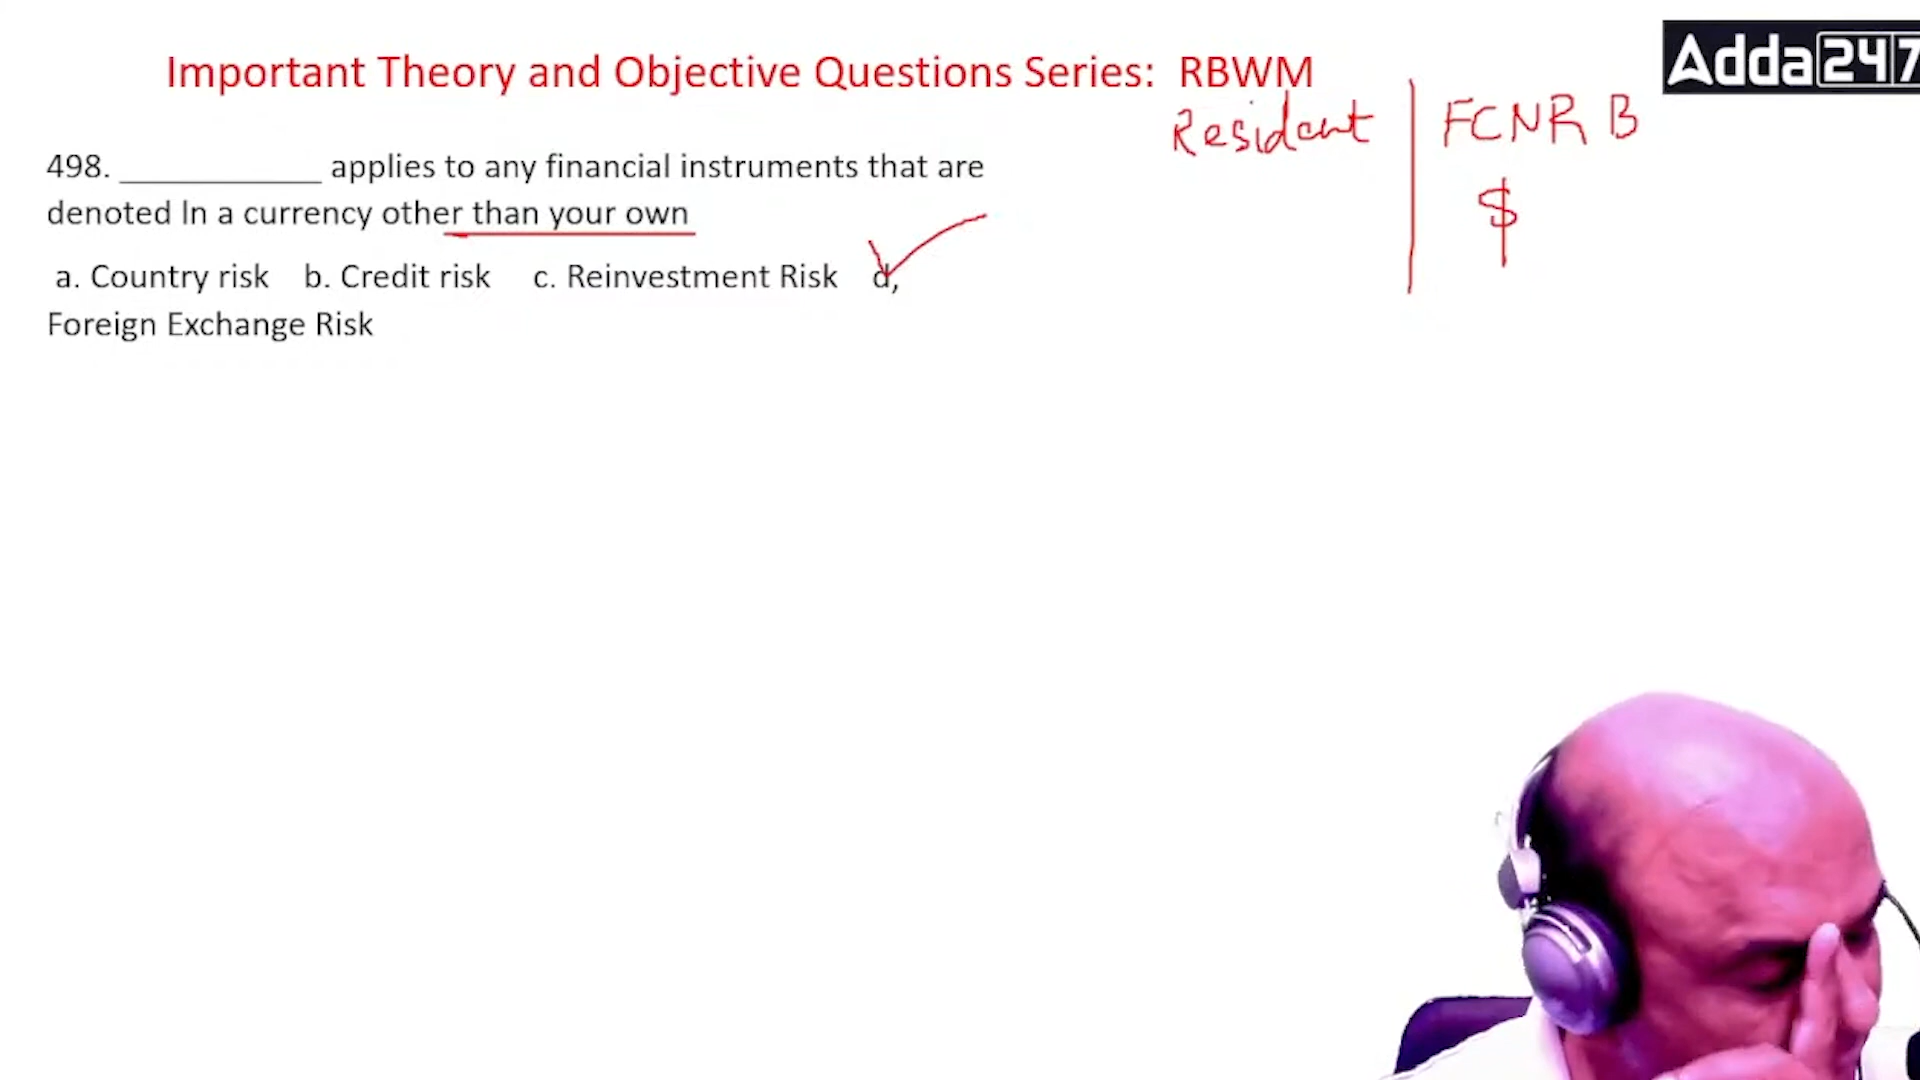 Adda247
Important Theory and Objective Questions Series: RBWM
Resident FCNR B
$
498. ____________ applies to any financial instruments that are
denoted In a currency other than your own
a. Country risk b. Credit risk c. Reinvestment Risk d,
Foreign Exchange Risk